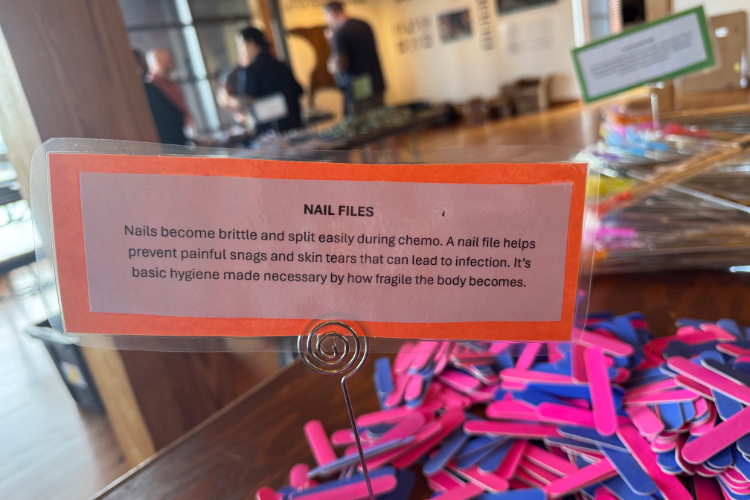 NAIL FILES
Nails become brittle and split easily during chemo. A nail file helps
prevent painful snags and skin tears that can lead to infection. It's
basic hygiene made necessary by how fragile the body becomes.